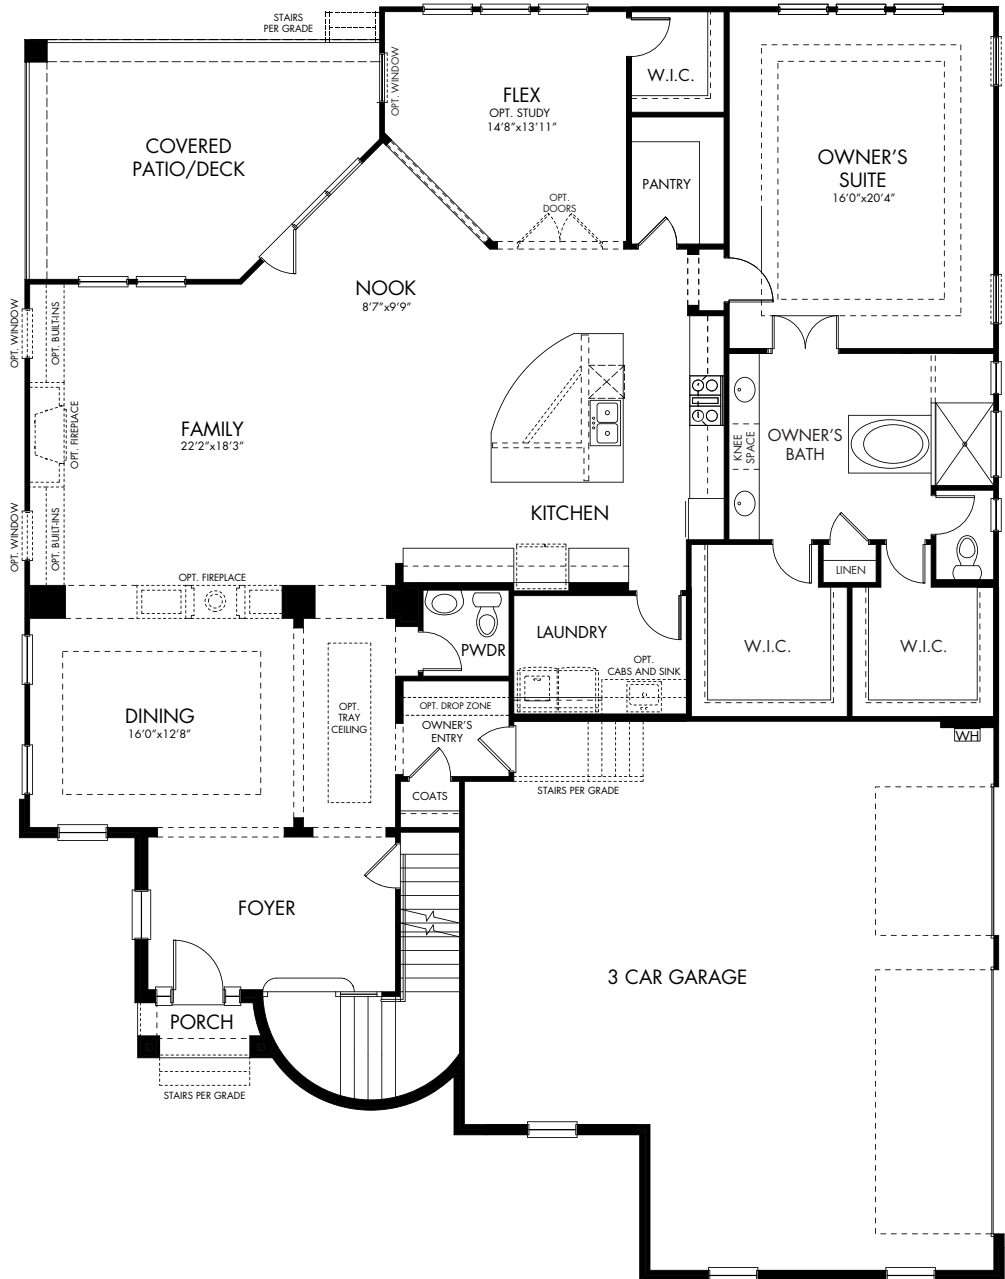 STAIRS
PER GRADE
OPT. WINDOW
FLEX
OPT. STUDY
14'8"x13'11"
W.I.C.
COVERED
PATIO/DECK
OWNER'S
SUITE
16'0"x20'4"
PANTRY
OPT.
DOORS
NOOK
8'7"x9'9"
OPT. WINDOW
OPT. BUILT-INS
FAMILY
22'2"x18'3"
OPT. FIREPLACE
KNEE
SPACE
OWNER'S
BATH
KITCHEN
OPT. WINDOW
OPT. BUILT-INS
OPT. FIREPLACE
LINEN
LAUNDRY
PWDR
W.I.C.
W.I.C.
OPT.
CABS AND SINK
DINING
16'0"x12'8"
OPT.
TRAY
CEILING
OPT. DROP ZONE
OWNER'S
ENTRY
WH
COATS
STAIRS PER GRADE
FOYER
3 CAR GARAGE
PORCH
STAIRS PER GRADE